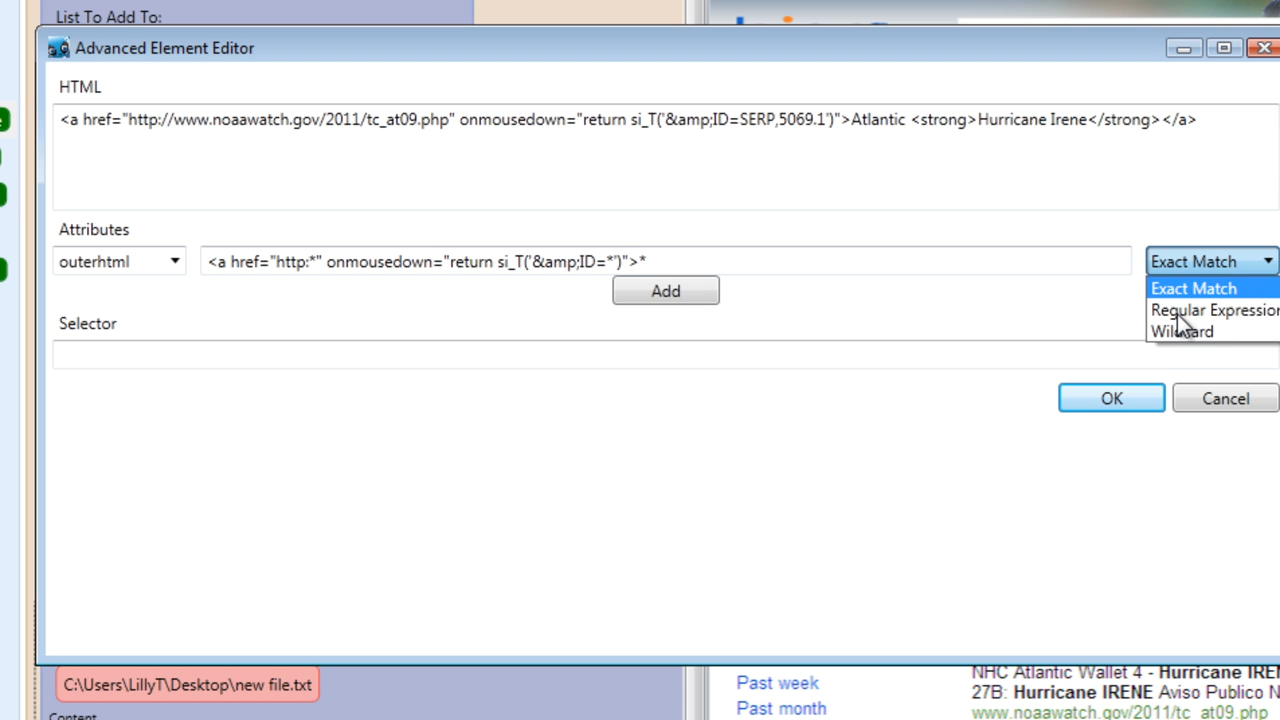 List To Add To:
Advanced Element Editor
HTML
<a href="http://www.noaawatch.gov/2011/tc_at09.php" onmousedown="return si_T('&amp;ID=SERP,5069.1')">Atlantic <strong>Hurricane Irene</strong></a>
Attributes
outerhtml
<a href="http:*" onmousedown="return si_T('&amp;ID=*')">*
Exact Match
Add
Exact Match
Regular Expression
Wildcard
Selector
OK
Cancel
C:\Users\LillyT\Desktop\new file.txt
Content
Past week
Past month
NHC Atlantic Wallet 4 - Hurricane IRE
27B: Hurricane IRENE Aviso Publico N
www.noaawatch.gov/2011/tc_at09.php